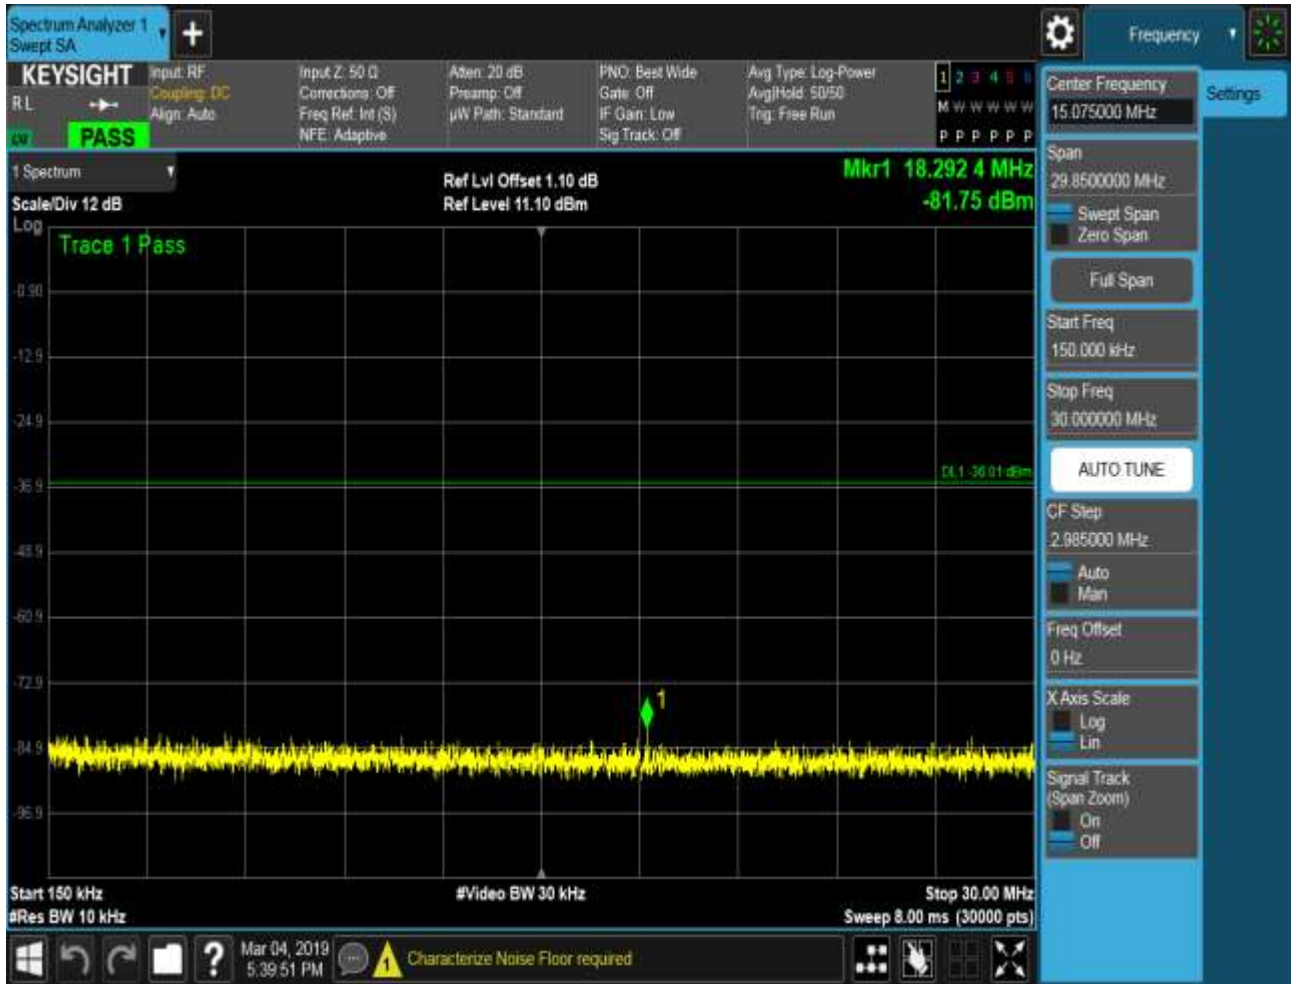 Spectrum Analyzer 1
Swept SA
Frequency
KEYSIGHT
R L
LW
PASS
Input: RF
Coupling: DC
Align: Auto
Input Z: 50 Ω
Corrections: Off
Freq Ref: Int (S)
NFE: Adaptive
Atten: 20 dB
Preamp: Off
µW Path: Standard
PNO: Best Wide
Gate: Off
IF Gain: Low
Sig Track: Off
Avg Type: Log-Power
Avg|Hold: 50/50
Trig: Free Run
1 2 3 4 5 6
M W W W W W
P P P P P P
1 Spectrum
Scale/Div 12 dB
Log
Ref Lvl Offset 1.10 dB
Ref Level 11.10 dBm
Mkr1 18.292 4 MHz
-81.75 dBm
Trace 1 Pass
-0.90
-12.9
-24.9
DL1 -36.01 dBm
-36.9
-48.9
-60.9
-72.9
1
-84.9
-96.9
Start 150 kHz
#Video BW 30 kHz
Stop 30.00 MHz
#Res BW 10 kHz
Sweep 8.00 ms (30000 pts)
Center Frequency
15.075000 MHz
Settings
Span
29.8500000 MHz
Swept Span
Zero Span
Full Span
Start Freq
150.000 kHz
Stop Freq
30.000000 MHz
AUTO TUNE
CF Step
2.985000 MHz
Auto
Man
Freq Offset
0 Hz
X Axis Scale
Log
Lin
Signal Track
(Span Zoom)
On
Off
?
Mar 04, 2019
5:39:51 PM
1
Characterize Noise Floor required